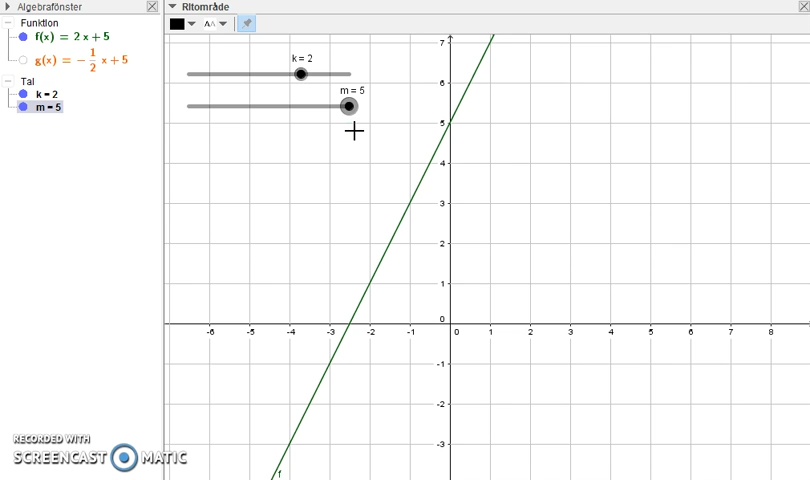 Algebrafönster
Ritområde
Funktion
f(x) = 2 x + 5
g(x) = - 1/2 x + 5
Tal
k = 2
m = 5
AA
k = 2
m = 5
7
6
5
4
3
2
1
0
-1
-2
-3
-6 -5 -4 -3 -2 -1 0 1 2 3 4 5 6 7 8
f
RECORDED WITH
SCREENCAST MATIC